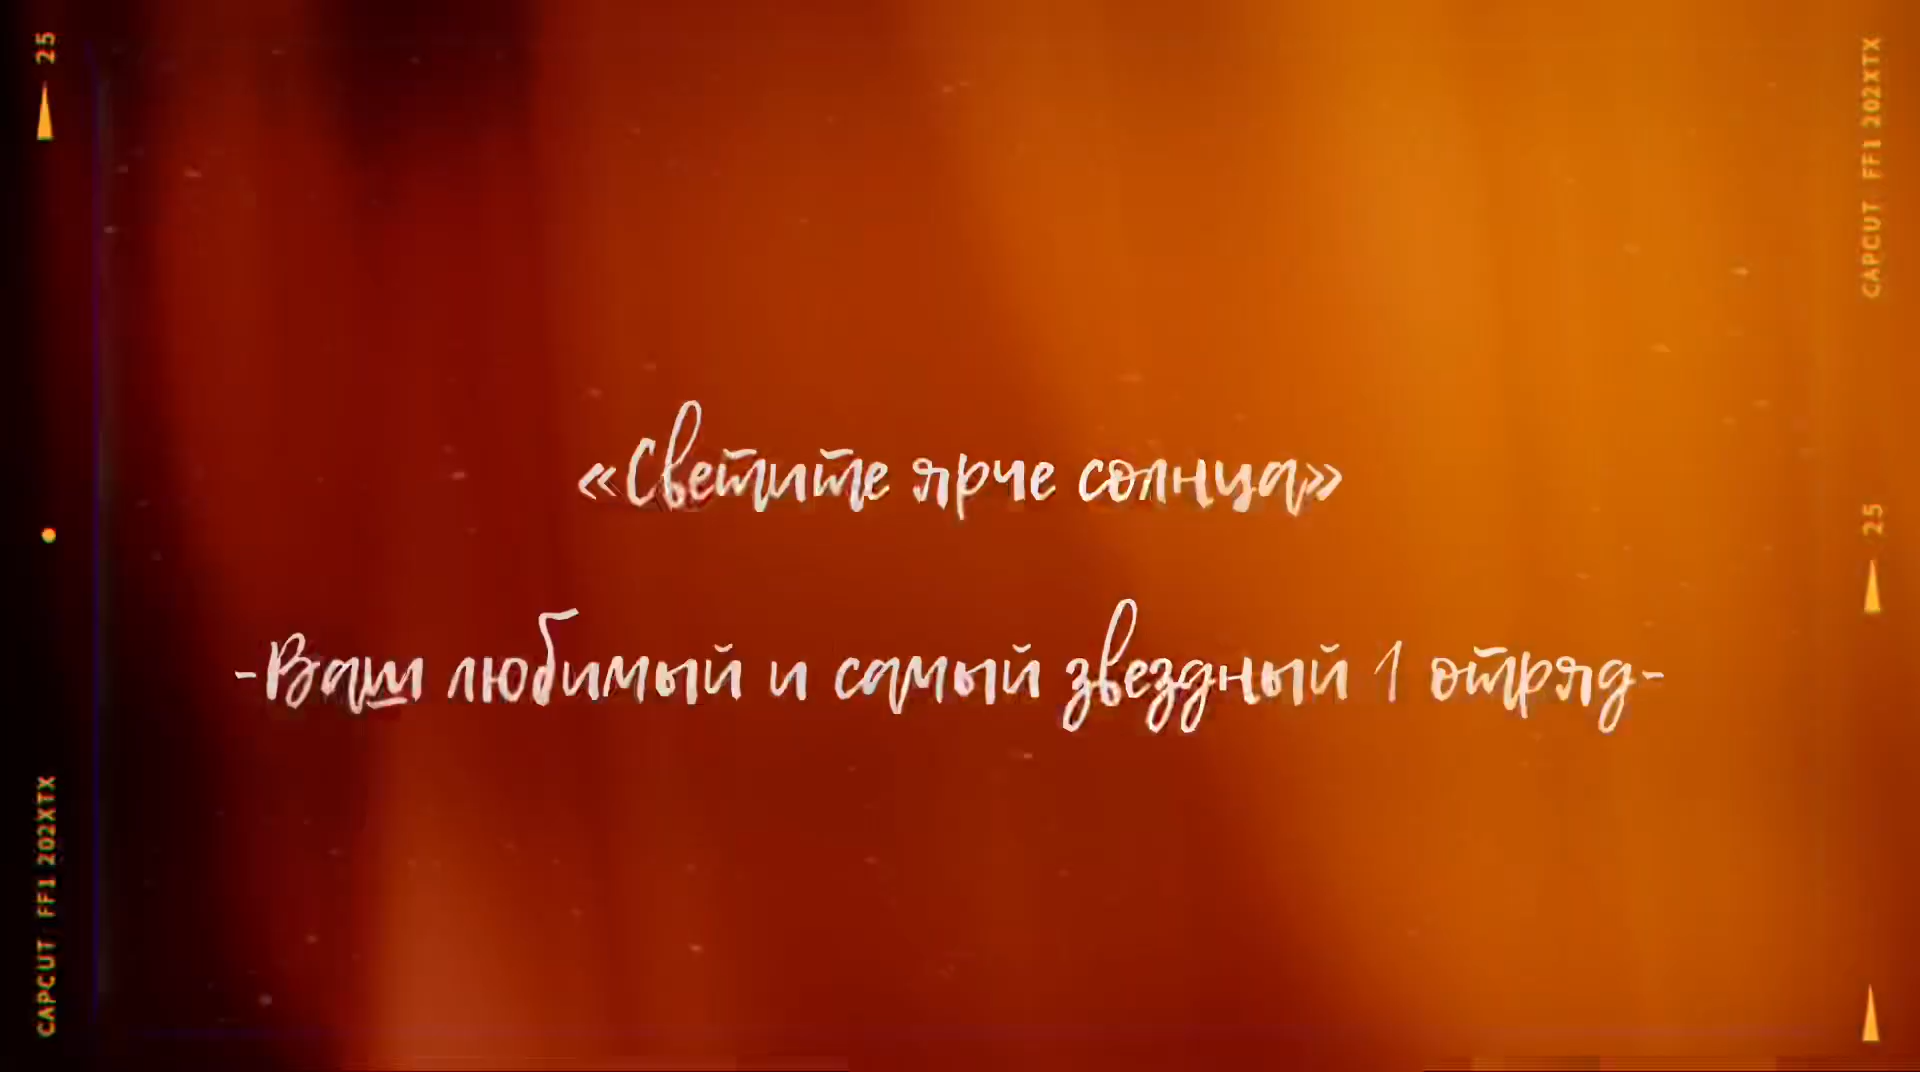 25
CAPCUT FF1 202XTX
«Светите ярче солнца»
-Ваш любимый и самый звездный 1 отряд-
25
CAPCUT FF1 202XTX